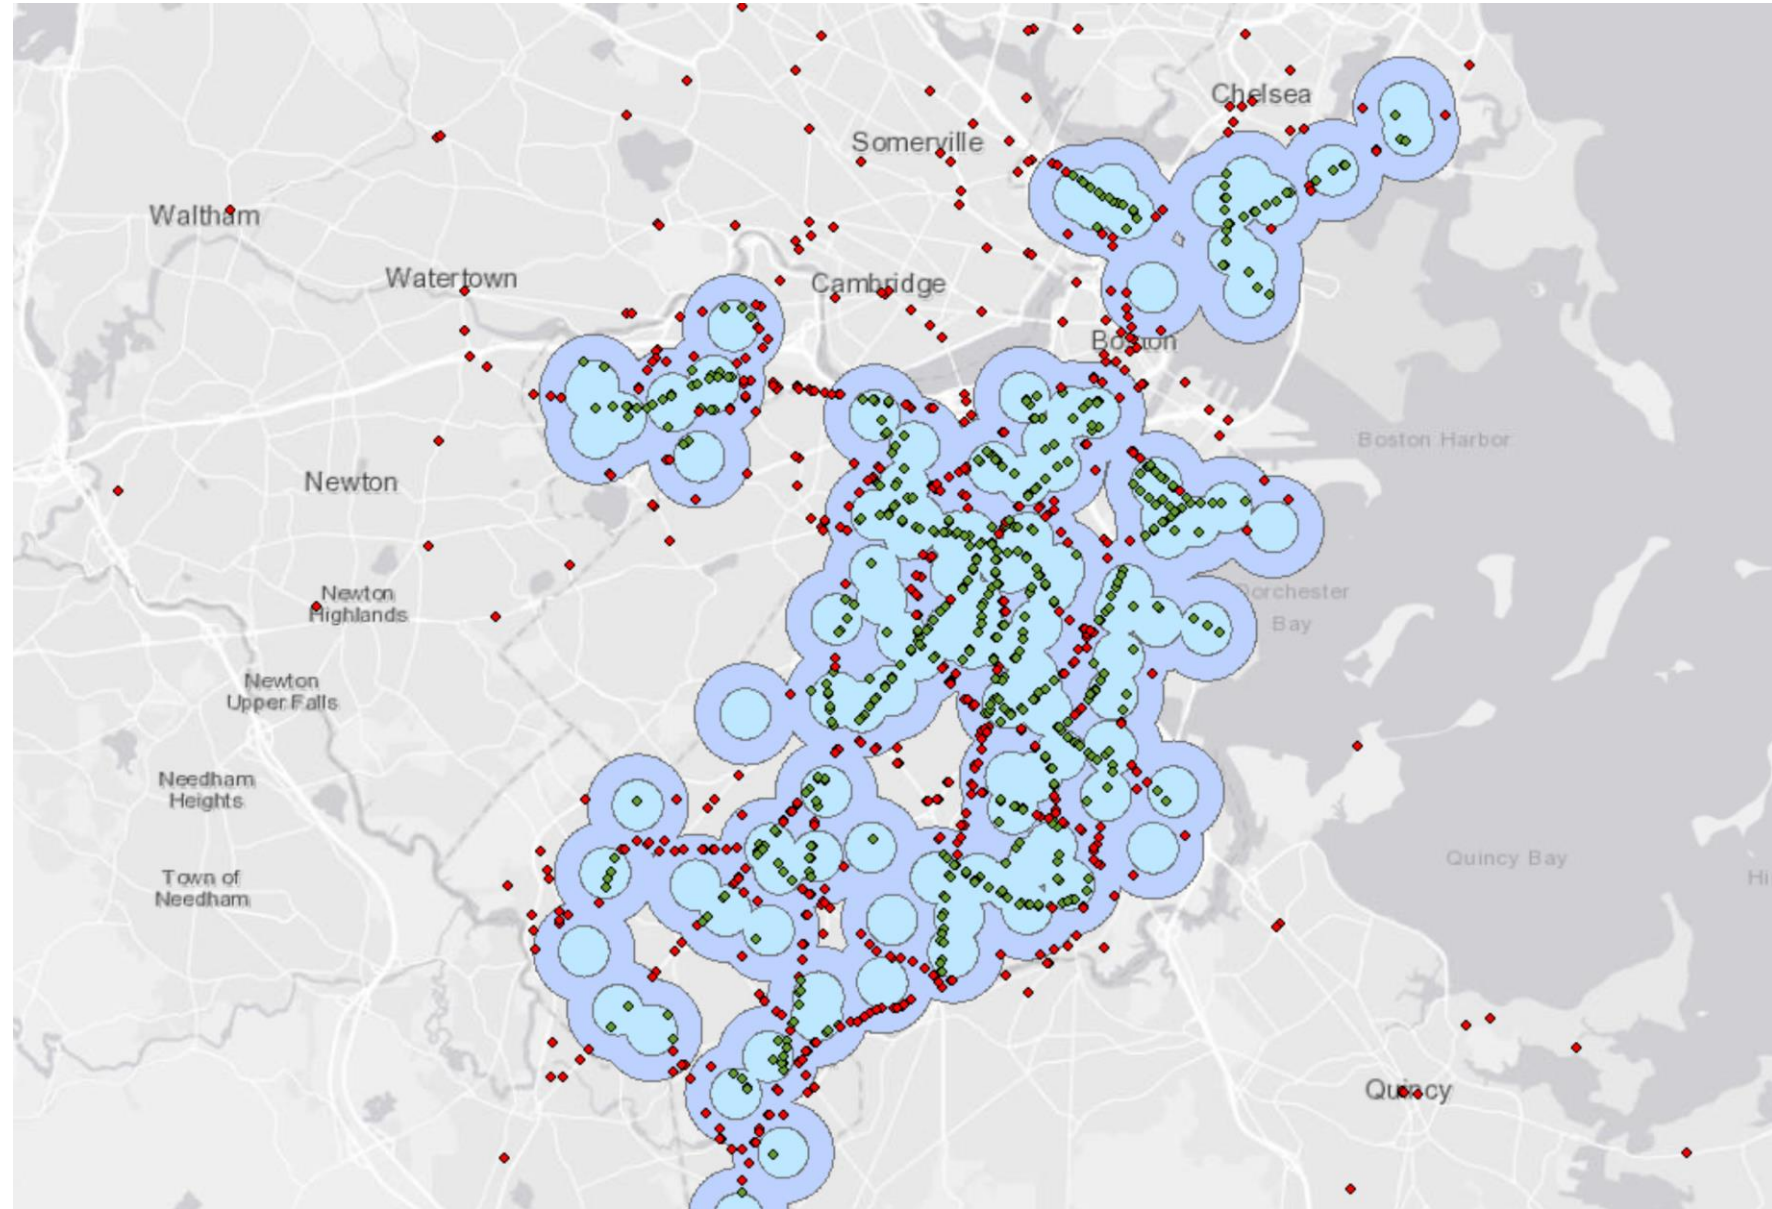 Chelsea
Somerville
Waltham
Watertown
Cambridge
Boston
Boston Harbor
Newton
Newton
Highlands
Dorchester
Bay
Newton
Upper Falls
Needham
Heights
Quincy Bay
Town of
Needham
Hi
Quincy